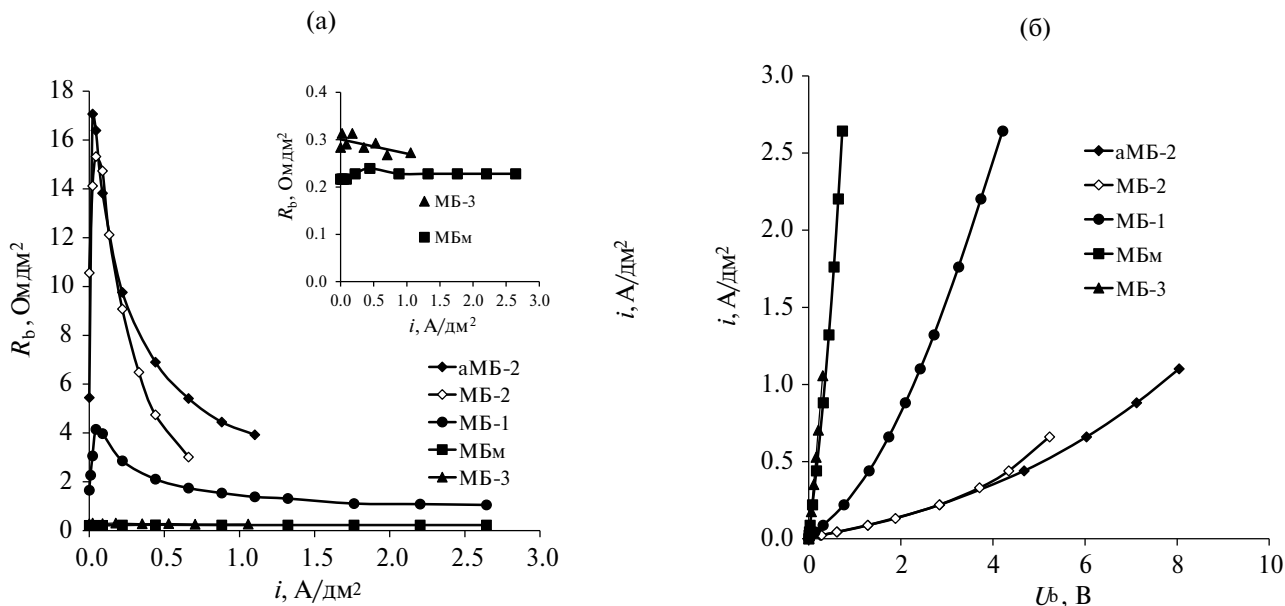 (а)
18
16
14
12
10
8
6
4
2
0
R_b, Ом дм²
0.0 0.5 1.0 1.5 2.0 2.5 3.0
i, А/дм²
0.4
0.3
0.2
0.1
0.0
R_b, Ом дм²
МБ-3
МБм
0.0 0.5 1.0 1.5 2.0 2.5 3.0
i, А/дм²
аМБ-2
МБ-2
МБ-1
МБм
МБ-3
i, А/дм²
(б)
3.0
2.5
2.0
1.5
1.0
0.5
0.0
i, А/дм²
0 2 4 6 8 10
U_b, В
аМБ-2
МБ-2
МБ-1
МБм
МБ-3